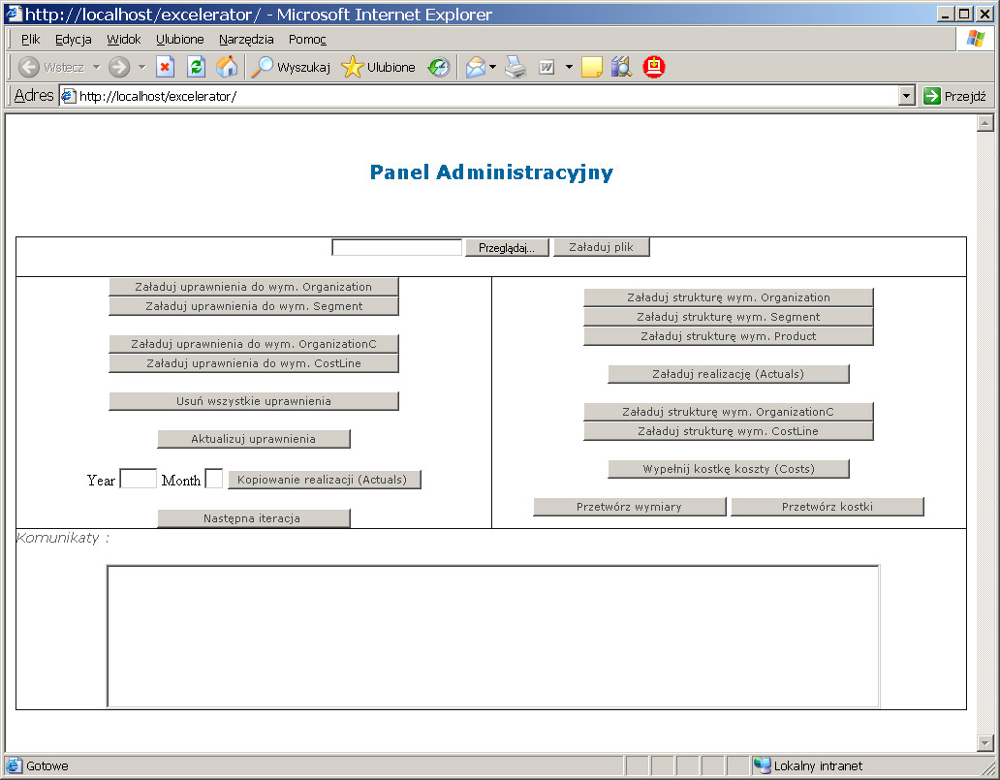 http://localhost/excelerator/ - Microsoft Internet Explorer
Plik Edycja Widok Ulubione Narzędzia Pomoc
Wstecz Wyszukaj Ulubione W
Adres http://localhost/excelerator/ Przejdź
Panel Administracyjny
Przeglądaj... Załaduj plik
Załaduj uprawnienia do wym. Organization
Załaduj uprawnienia do wym. Segment
Załaduj uprawnienia do wym. OrganizationC
Załaduj uprawnienia do wym. CostLine
Usuń wszystkie uprawnienia
Aktualizuj uprawnienia
Year Month Kopiowanie realizacji (Actuals)
Następna iteracja
Załaduj strukturę wym. Organization
Załaduj strukturę wym. Segment
Załaduj strukturę wym. Product
Załaduj realizację (Actuals)
Załaduj strukturę wym. OrganizationC
Załaduj strukturę wym. CostLine
Wypełnij kostkę koszty (Costs)
Przetwórz wymiary Przetwórz kostki
Komunikaty :
Gotowe Lokalny intranet